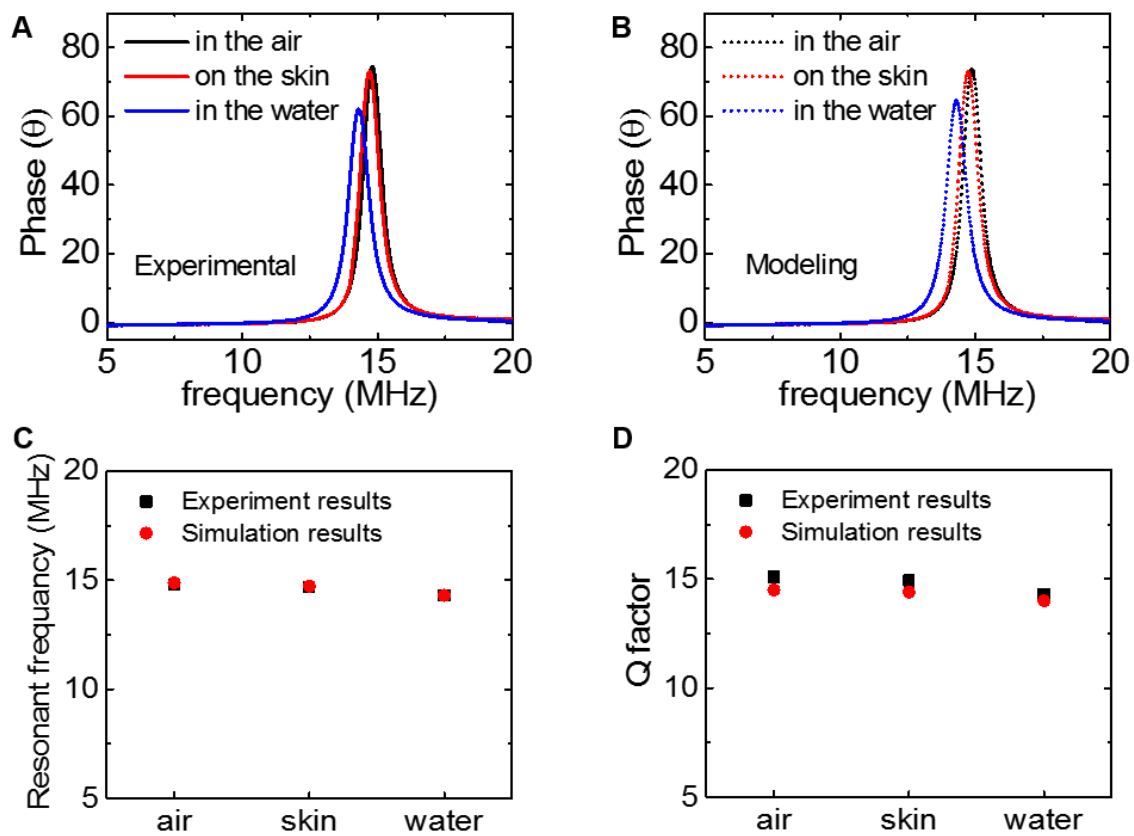 A
80
60
40
20
0
Phase (θ)
in the air
on the skin
in the water
Experimental
5
10
15
20
frequency (MHz)
B
80
60
40
20
0
Phase (θ)
in the air
on the skin
in the water
Modeling
5
10
15
20
frequency (MHz)
C
20
15
10
5
Resonant frequancy (MHz)
Experiment results
Simulation results
air
skin
water
D
20
15
10
5
Q factor
Experiment results
Simulation results
air
skin
water